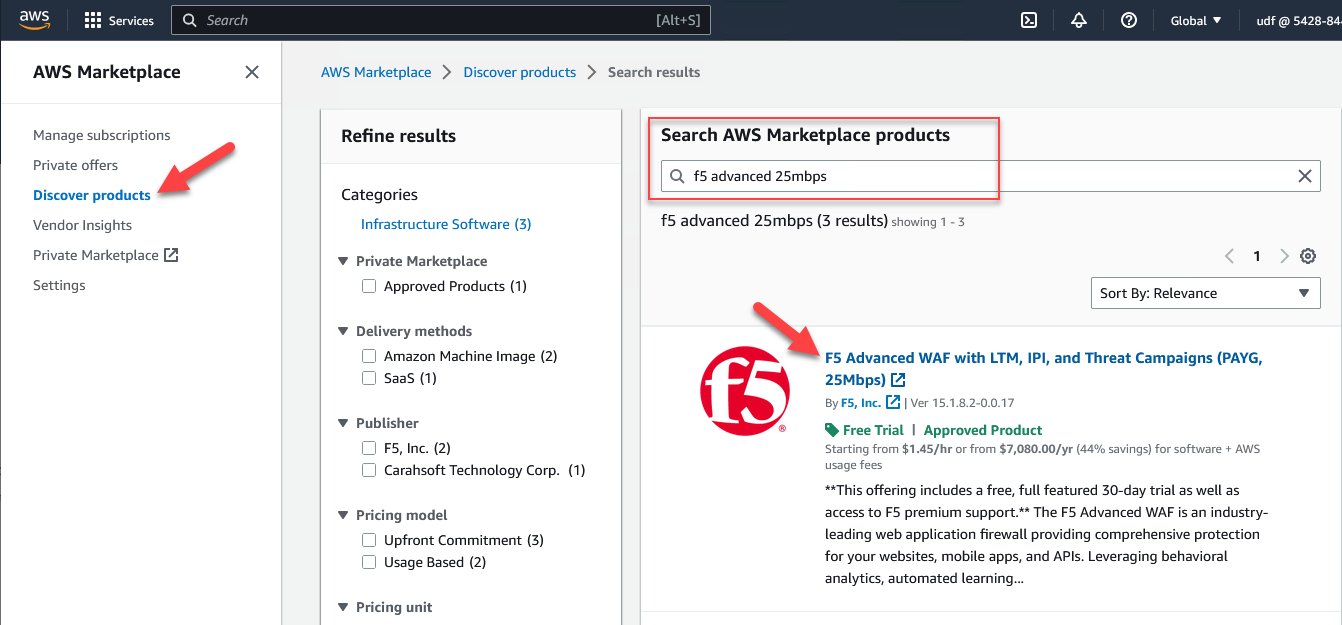 aws
Services
Search
[Alt+S]
Global
udf @ 5428-84
AWS Marketplace
Manage subscriptions
Private offers
Discover products
Vendor Insights
Private Marketplace
Settings
AWS Marketplace
Discover products
Search results
Refine results
Categories
Infrastructure Software (3)
Private Marketplace
Approved Products (1)
Delivery methods
Amazon Machine Image (2)
SaaS (1)
Publisher
F5, Inc. (2)
Carahsoft Technology Corp. (1)
Pricing model
Upfront Commitment (3)
Usage Based (2)
Pricing unit
Search AWS Marketplace products
f5 advanced 25mbps
f5 advanced 25mbps (3 results) showing 1 - 3
1
Sort By: Relevance
f5
F5 Advanced WAF with LTM, IPI, and Threat Campaigns (PAYG,
25Mbps)
By F5, Inc. | Ver 15.1.8.2-0.0.17
Free Trial | Approved Product
Starting from $1.45/hr or from $7,080.00/yr (44% savings) for software + AWS
usage fees
**This offering includes a free, full featured 30-day trial as well as
access to F5 premium support.** The F5 Advanced WAF is an industry-
leading web application firewall providing comprehensive protection
for your websites, mobile apps, and APIs. Leveraging behavioral
analytics, automated learning...